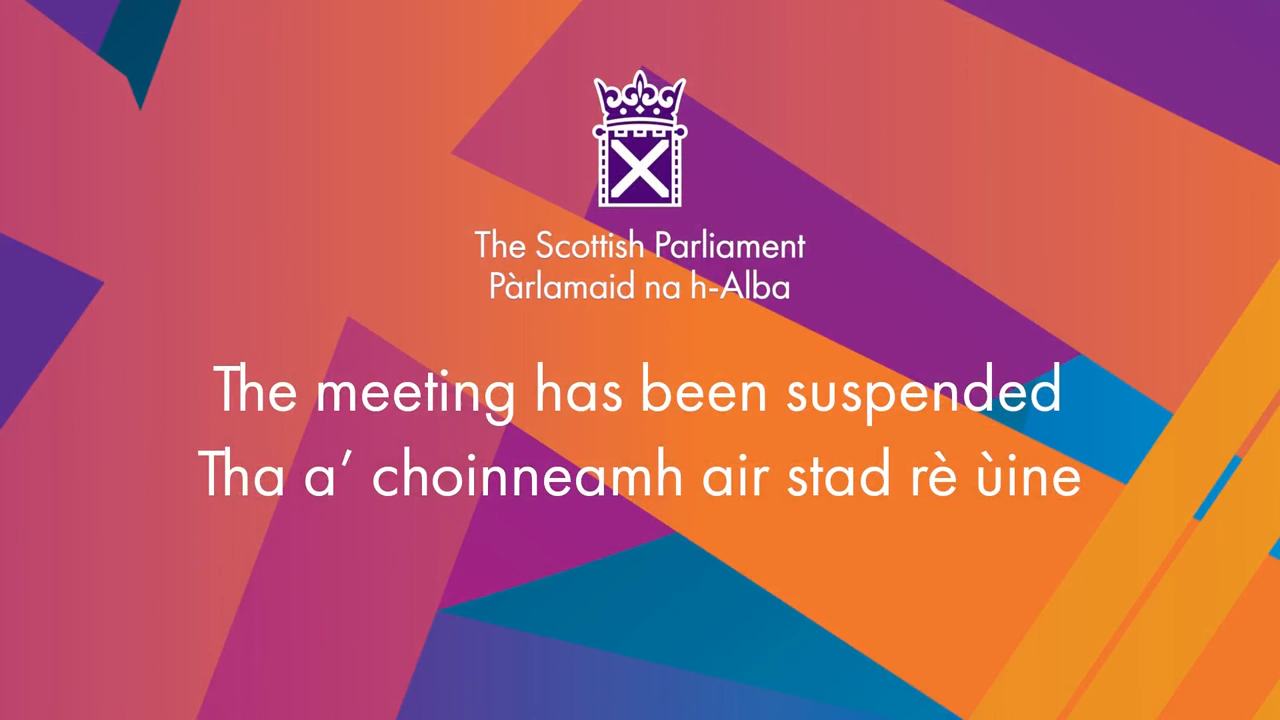 The Scottish Parliament
Pàrlamaid na h-Alba
The meeting has been suspended
Tha a’ choinneamh air stad rè ùine